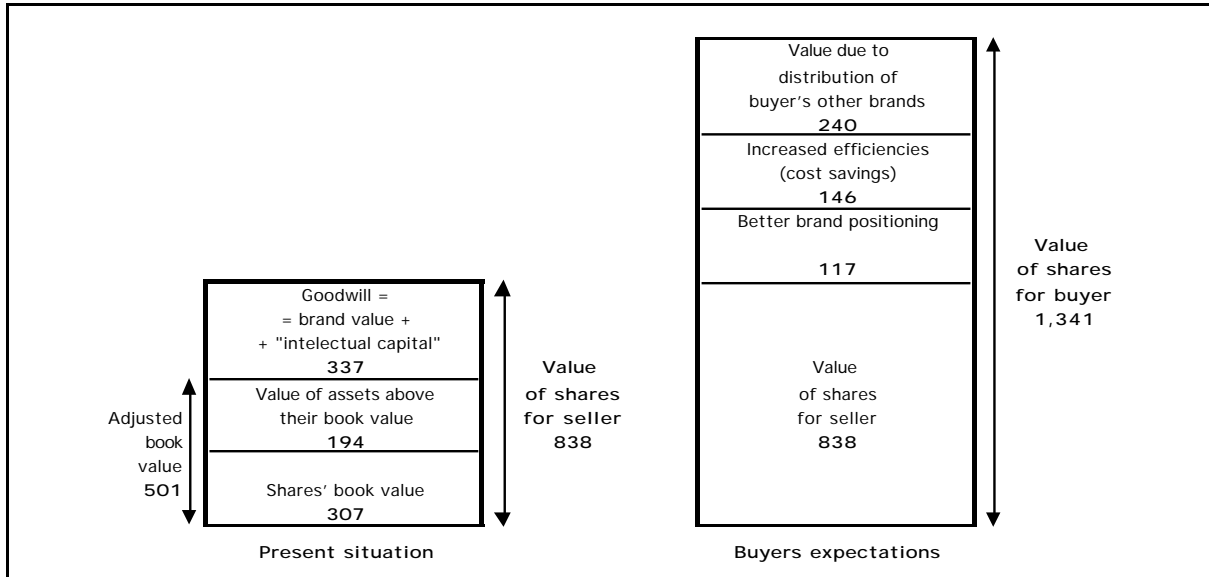 Value due to
distribution of
buyer's other brands
240
Increased efficiencies
(cost savings)
146
Better brand positioning
117
Value
of shares
for buyer
1,341
Goodwill =
= brand value +
+ "intelectual capital"
337
Value of assets above
their book value
194
Shares' book value
307
Adjusted
book
value
501
Value
of shares
for seller
838
Value
of shares
for seller
838
Present situation
Buyers expectations